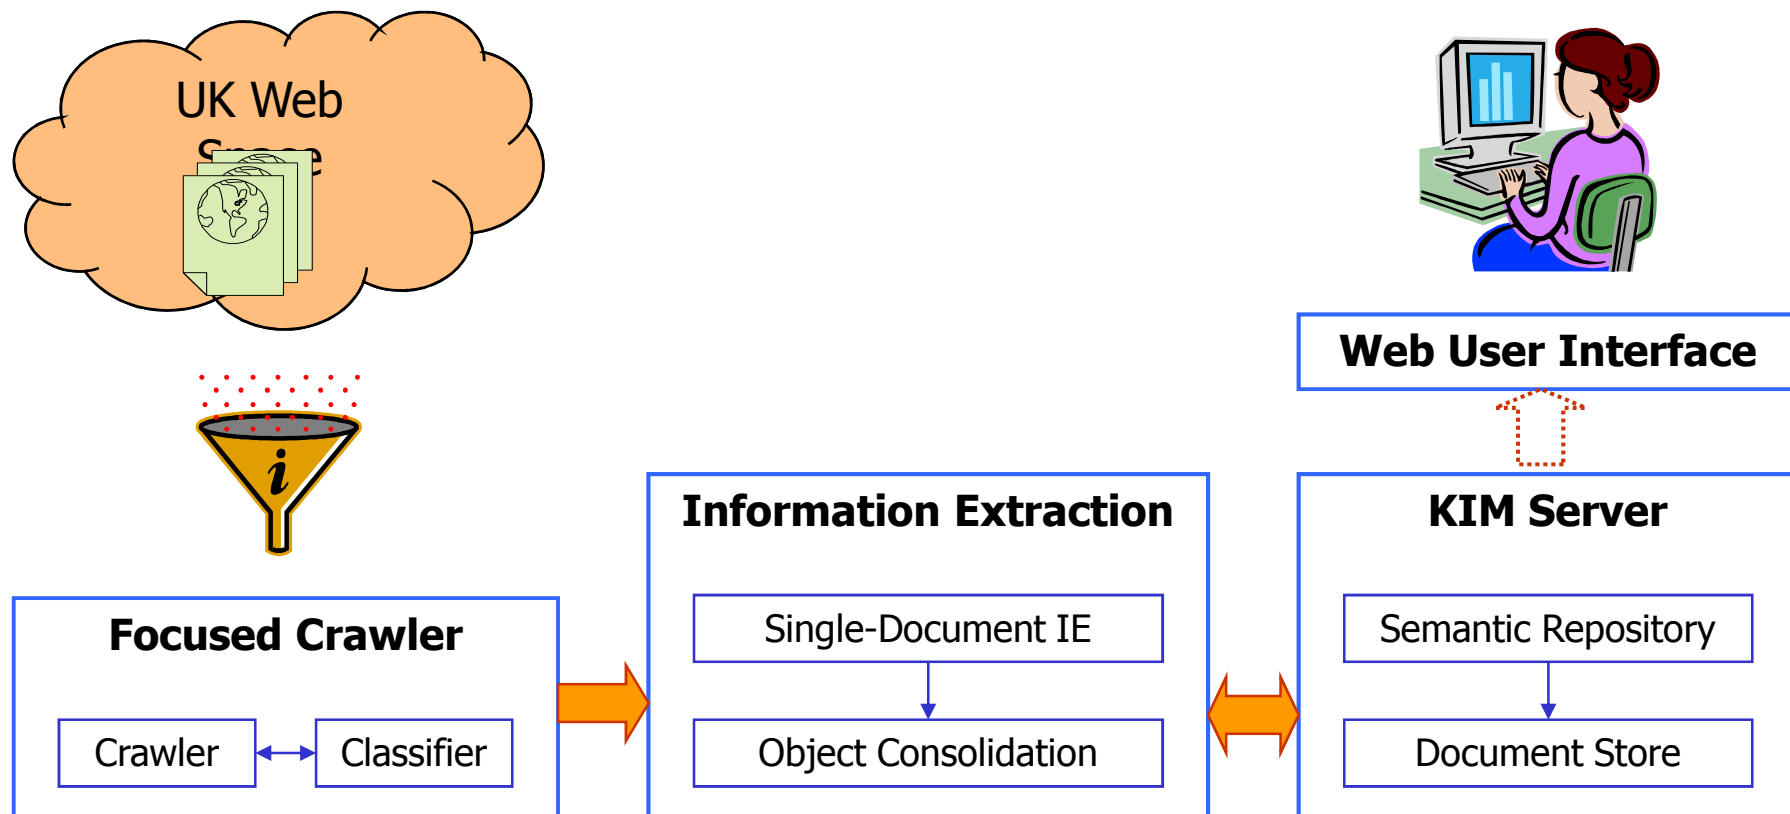 UK Web
Space
Web User Interface
i
Information Extraction
KIM Server
Single-Document IE
Semantic Repository
Focused Crawler
Crawler
Classifier
Object Consolidation
Document Store